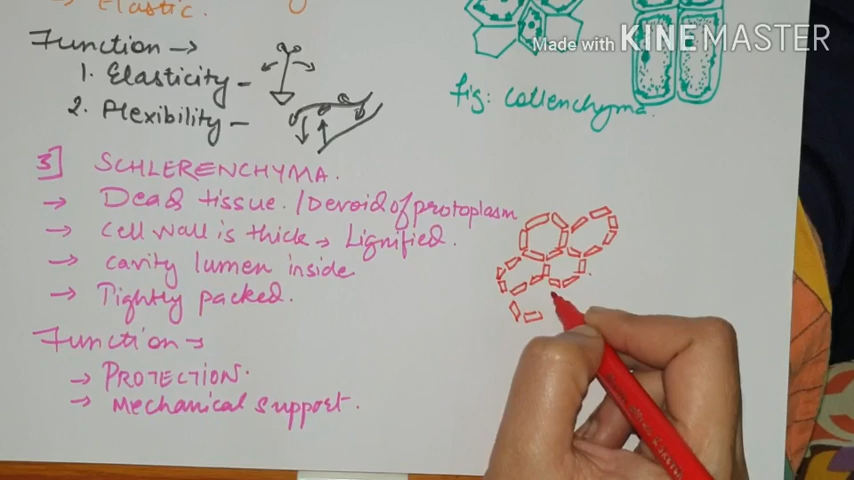 → Elastic.
Function →
1. Elasticity -
2. Flexibility -
Made with KINEMASTER
fig: Collenchyma.
3] SCHLERENCHYMA.
→ Dead tissue. / Devoid of protoplasm
→ Cell wall is thick → Lignified.
→ cavity lumen inside
→ Tightly packed.
Function →
→ PROTECTION.
→ Mechanical support.